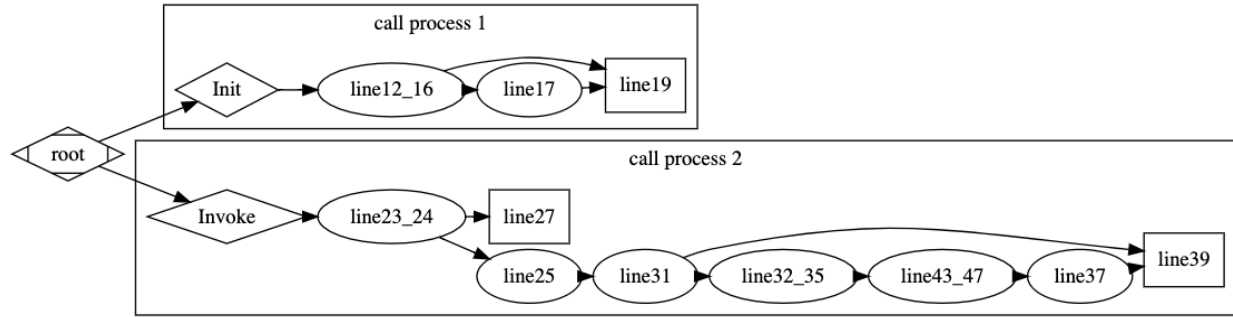 call process 1
Init
line12_16
line17
line19
root
call process 2
Invoke
line23_24
line27
line25
line31
line32_35
line43_47
line37
line39